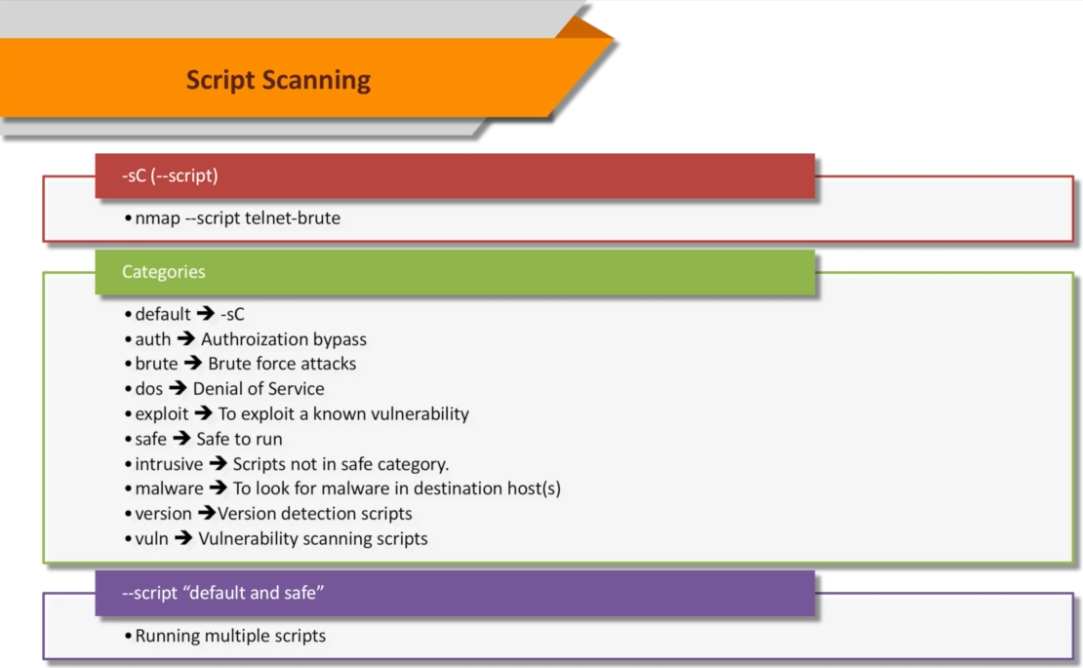 Script Scanning
-sC (--script)
•nmap --script telnet-brute
Categories
•default ➔ -sC
•auth ➔ Authroization bypass
•brute ➔ Brute force attacks
•dos ➔ Denial of Service
•exploit ➔ To exploit a known vulnerability
•safe ➔ Safe to run
•intrusive ➔ Scripts not in safe category.
•malware ➔ To look for malware in destination host(s)
•version ➔Version detection scripts
•vuln ➔ Vulnerability scanning scripts
--script “default and safe”
•Running multiple scripts